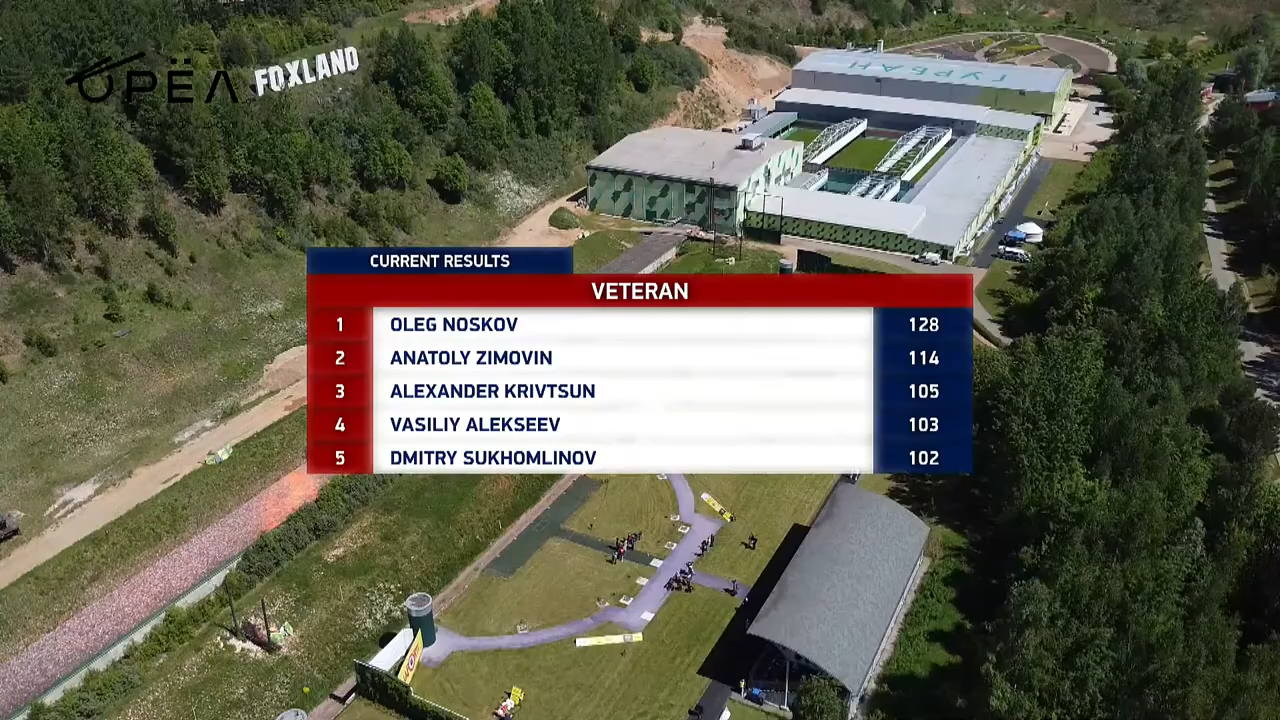 ОРЁЛ
FOXLAND
ГУРБАН
CURRENT RESULTS
VETERAN
1 OLEG NOSKOV 128
2 ANATOLY ZIMOVIN 114
3 ALEXANDER KRIVTSUN 105
4 VASILIY ALEKSEEV 103
5 DMITRY SUKHOMLINOV 102